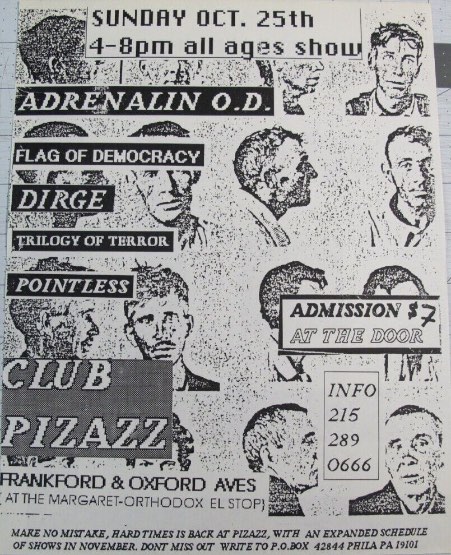 SUNDAY OCT. 25th
4-8pm all ages show
ADRENALIN O.D.
FLAG OF DEMOCRACY
DIRGE
TRILOGY OF TERROR
POINTLESS
ADMISSION $7
AT THE DOOR
CLUB
PIZAZZ
INFO
215
289
0666
FRANKFORD & OXFORD AVES
( AT THE MARGARET-ORTHODOX EL STOP)
MAKE NO MISTAKE, HARD TIMES IS BACK AT PIZAZZ, WITH AN EXPANDED SCHEDULE
OF SHOWS IN NOVEMBER. DONT MISS OUT WRITE TO P.O.BOX 42844 PHILA PA 19101